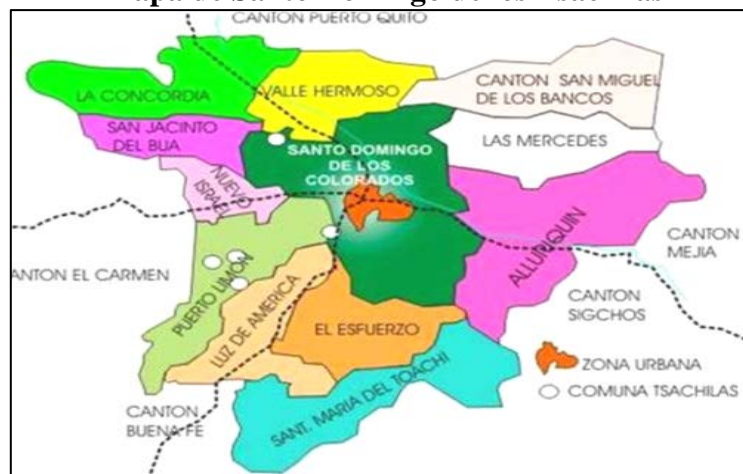 CANTON PUERTO QUITO
LA CONCORDIA
VALLE HERMOSO
CANTON SAN MIGUEL
DE LOS BANCOS
SAN JACINTO
DEL BUA
SANTO DOMINGO
DE LOS
COLORADOS
LAS MERCEDES
NUEVO
ISRAEL
ALLURIQUIN
CANTON
MEJIA
ANTON EL CARMEN
PUERTO LIMON
LUZ DE AMERICA
EL ESFUERZO
CANTON
SIGCHOS
ZONA URBANA
COMUNA TSACHILAS
CANTON
BUENA FE
SANT. MARIA DEL TOACHI